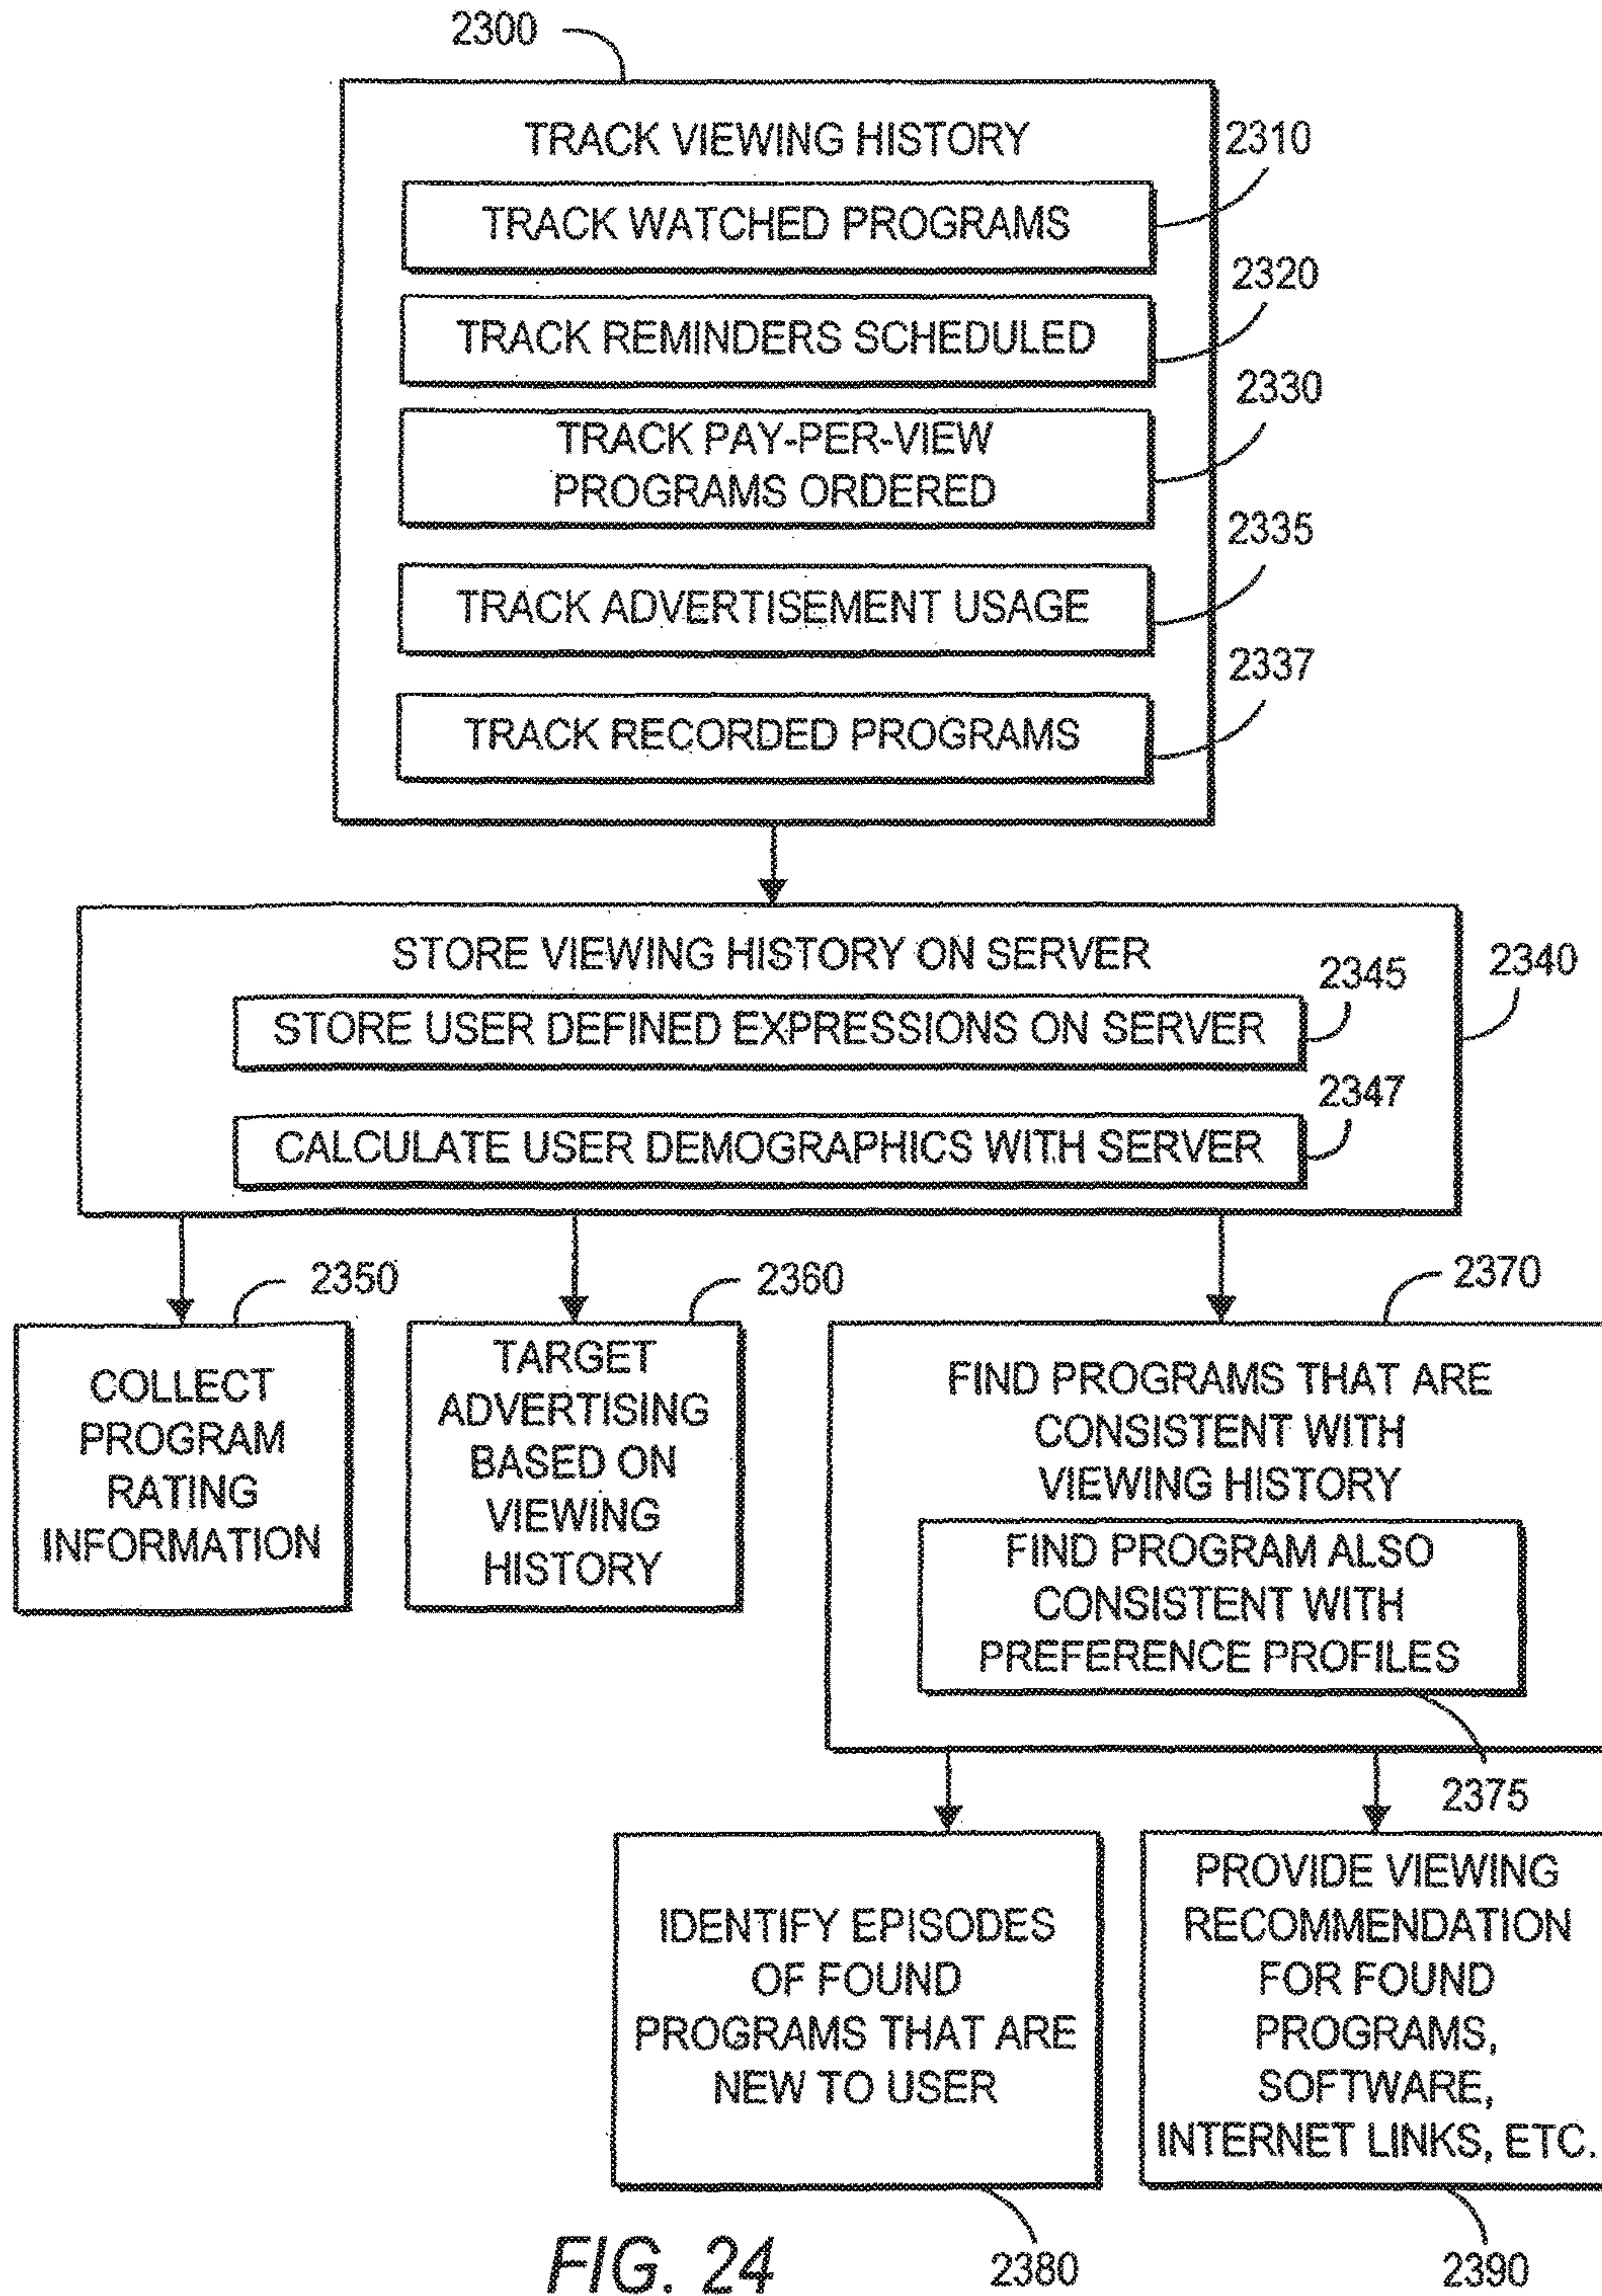 2300
TRACK VIEWING HISTORY
2310
TRACK WATCHED PROGRAMS
2320
TRACK REMINDERS SCHEDULED
2330
TRACK PAY-PER-VIEW
PROGRAMS ORDERED
2335
TRACK ADVERTISEMENT USAGE
2337
TRACK RECORDED PROGRAMS
STORE VIEWING HISTORY ON SERVER
2340
2345
STORE USER DEFINED EXPRESSIONS ON SERVER
2347
CALCULATE USER DEMOGRAPHICS WITH SERVER
2350
COLLECT
PROGRAM
RATING
INFORMATION
2360
TARGET
ADVERTISING
BASED ON
VIEWING
HISTORY
2370
FIND PROGRAMS THAT ARE
CONSISTENT WITH
VIEWING HISTORY
FIND PROGRAM ALSO
CONSISTENT WITH
PREFERENCE PROFILES
2375
IDENTIFY EPISODES
OF FOUND
PROGRAMS THAT ARE
NEW TO USER
2380
PROVIDE VIEWING
RECOMMENDATION
FOR FOUND
PROGRAMS,
SOFTWARE,
INTERNET LINKS, ETC.
2390
FIG. 24